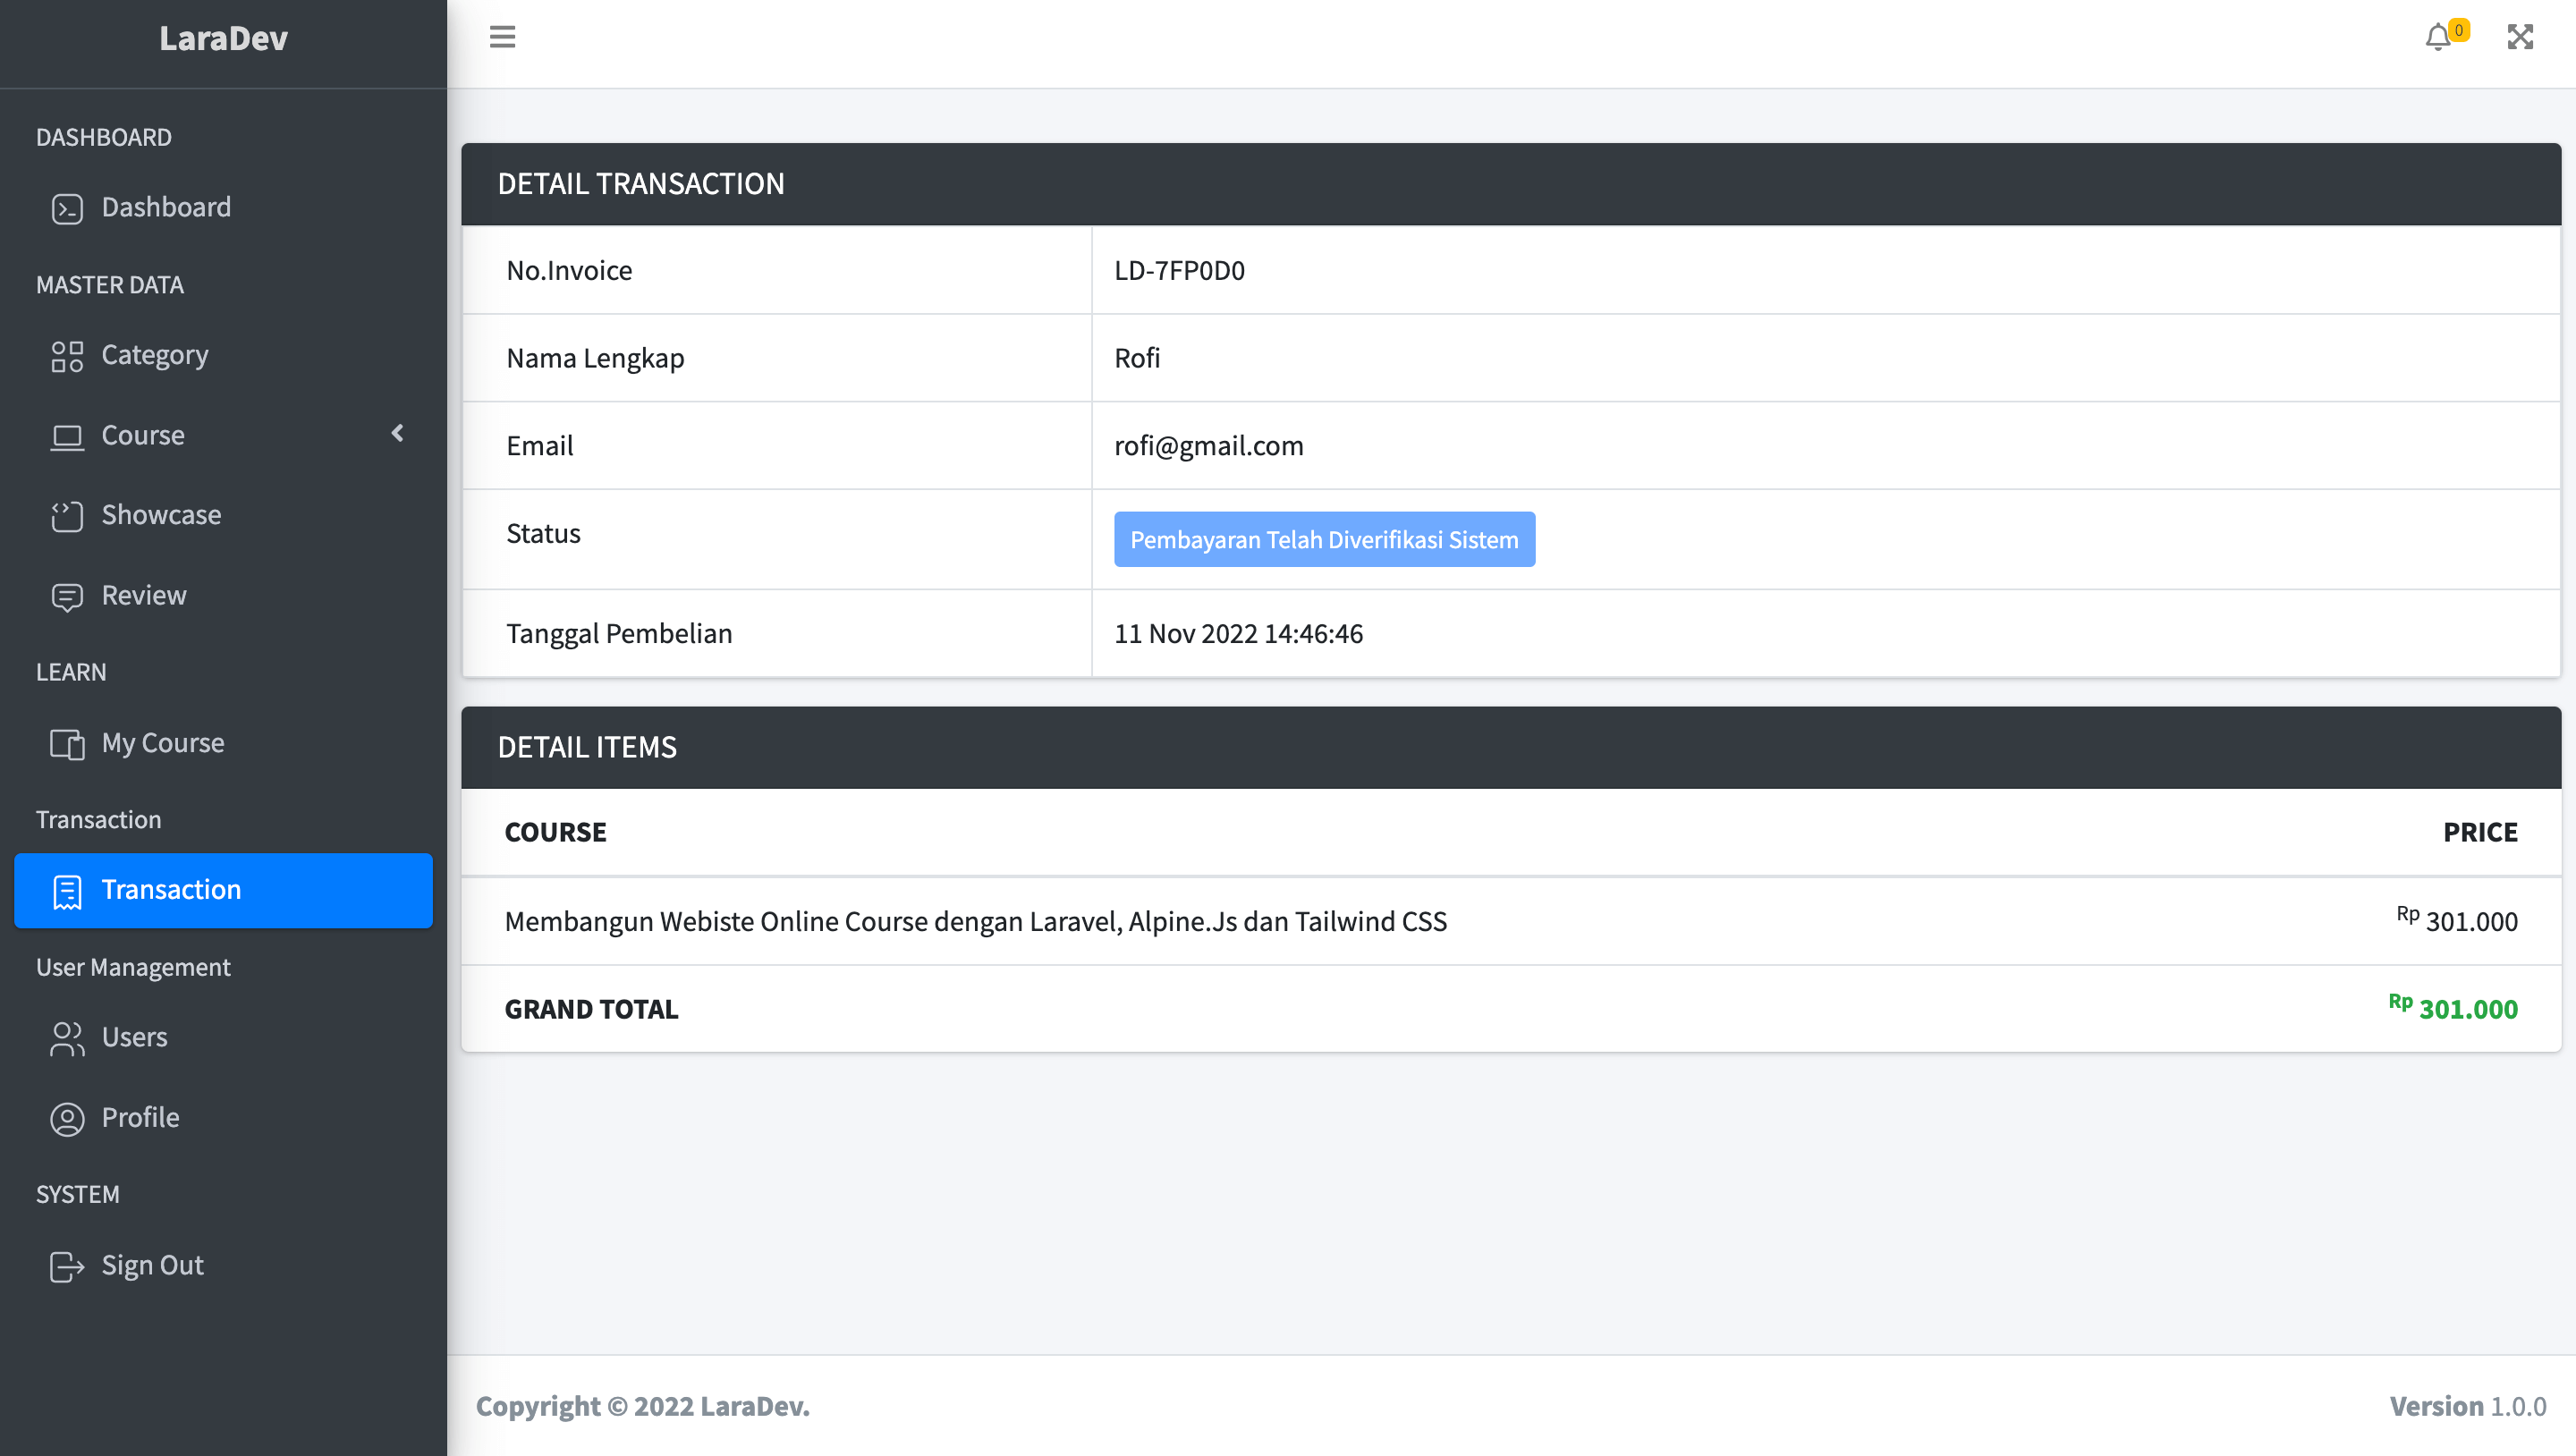 LaraDev
0
DASHBOARD
Dashboard
MASTER DATA
Category
Course
Showcase
Review
LEARN
My Course
Transaction
Transaction
User Management
Users
Profile
SYSTEM
Sign Out
DETAIL TRANSACTION
No.Invoice LD-7FP0D0
Nama Lengkap Rofi
Email rofi@gmail.com
Status Pembayaran Telah Diverifikasi Sistem
Tanggal Pembelian 11 Nov 2022 14:46:46
DETAIL ITEMS
COURSE PRICE
Membangun Webiste Online Course dengan Laravel, Alpine.Js dan Tailwind CSS Rp 301.000
GRAND TOTAL Rp 301.000
Copyright © 2022 LaraDev. Version 1.0.0